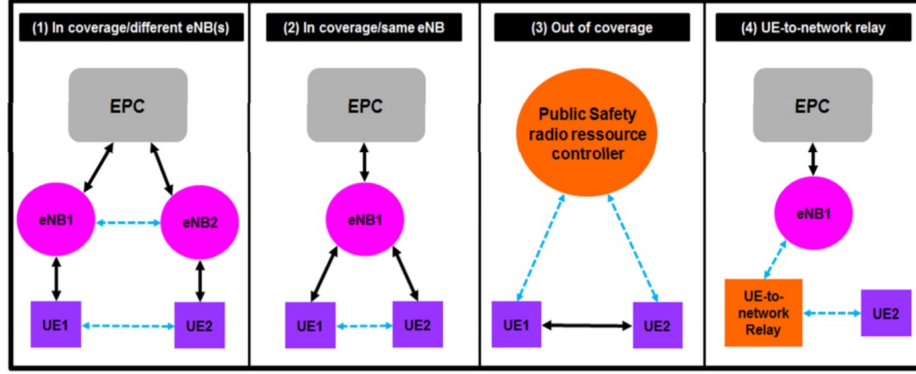 (1) In coverage/different eNB(s)
EPC
eNB1
eNB2
UE1
UE2
(2) In coverage/same eNB
EPC
eNB1
UE1
UE2
(3) Out of coverage
Public Safety
radio ressource
controller
UE1
UE2
(4) UE-to-network relay
EPC
eNB1
UE-to-
network
Relay
UE2